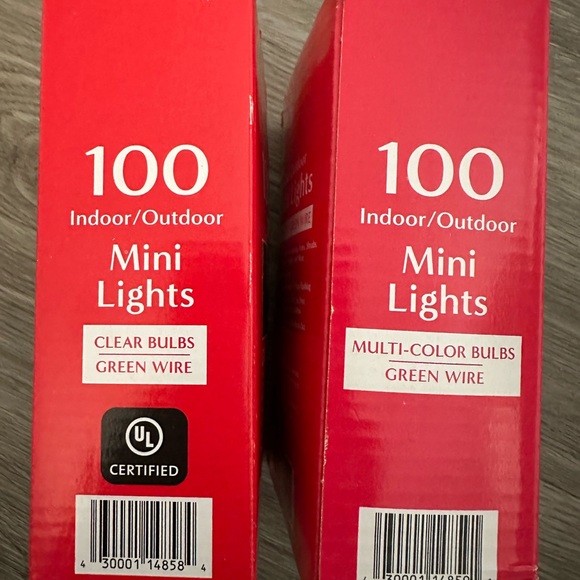 100
Indoor/Outdoor
Mini
Lights
CLEAR BULBS
GREEN WIRE
UL
CERTIFIED
4 30001 14858 4
Lights
100
Indoor/Outdoor
Mini
Lights
MULTI-COLOR BULBS
GREEN WIRE